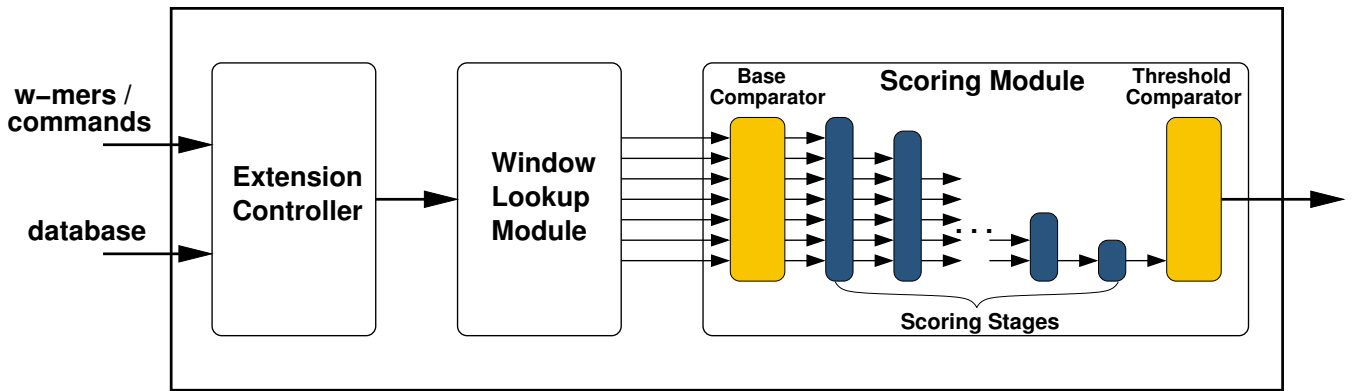 w-mers /
commands
database
Extension
Controller
Window
Lookup
Module
Base
Comparator
Scoring Module
Threshold
Comparator
. . .
Scoring Stages